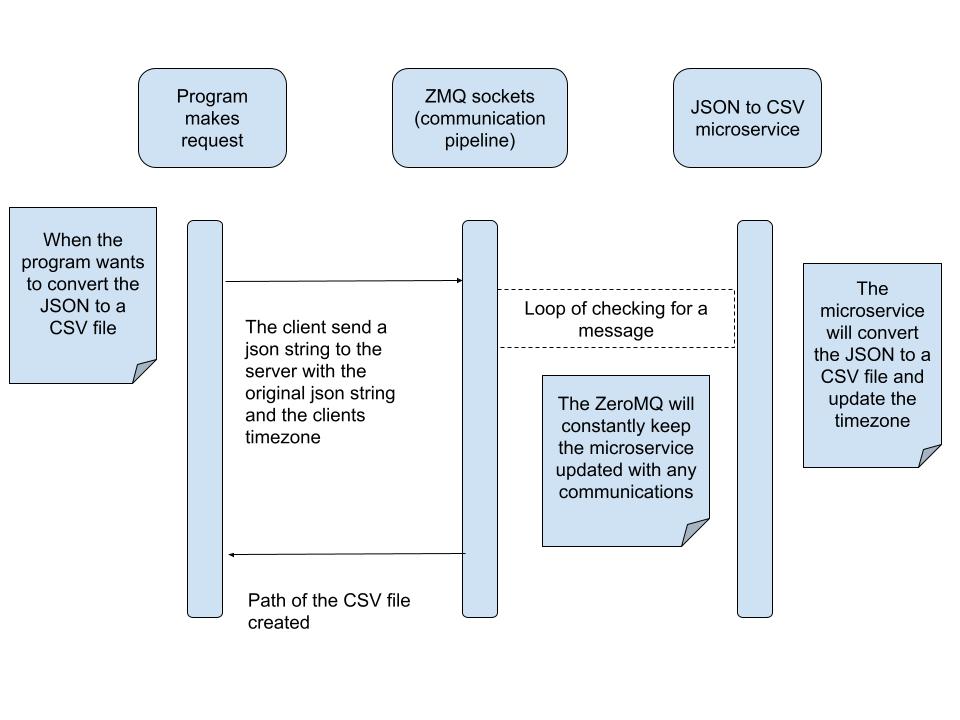 Program
makes
request
ZMQ sockets
(communication
pipeline)
JSON to CSV
microservice
When the
program wants
to convert the
JSON to a
CSV file
The client send a
json string to the
server with the
original json string
and the clients
timezone
Loop of checking for a
message
The ZeroMQ will
constantly keep
the microservice
updated with any
communications
The
microservice
will convert
the JSON to a
CSV file and
update the
timezone
Path of the CSV file
created